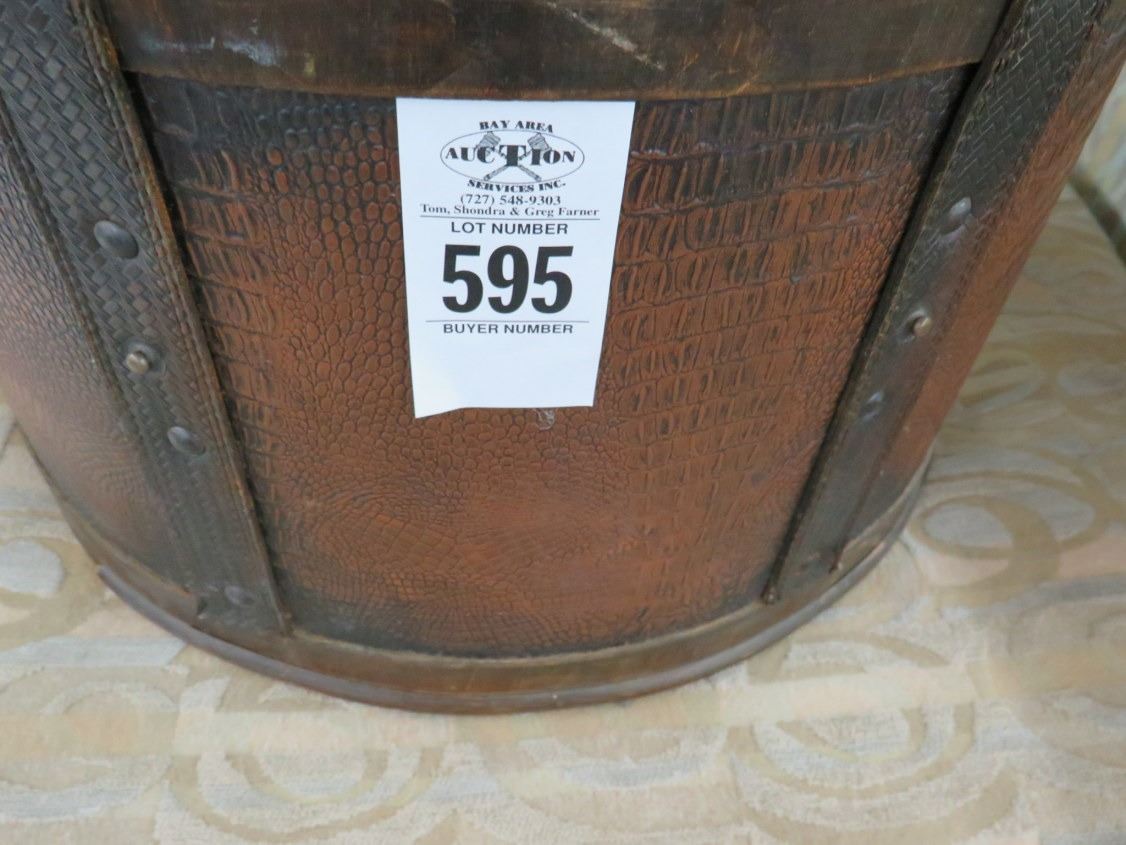 BAY AREA
AUCTION
SERVICES INC.
(727) 548-9303
Tom, Shondra & Greg Farner
LOT NUMBER
595
BUYER NUMBER